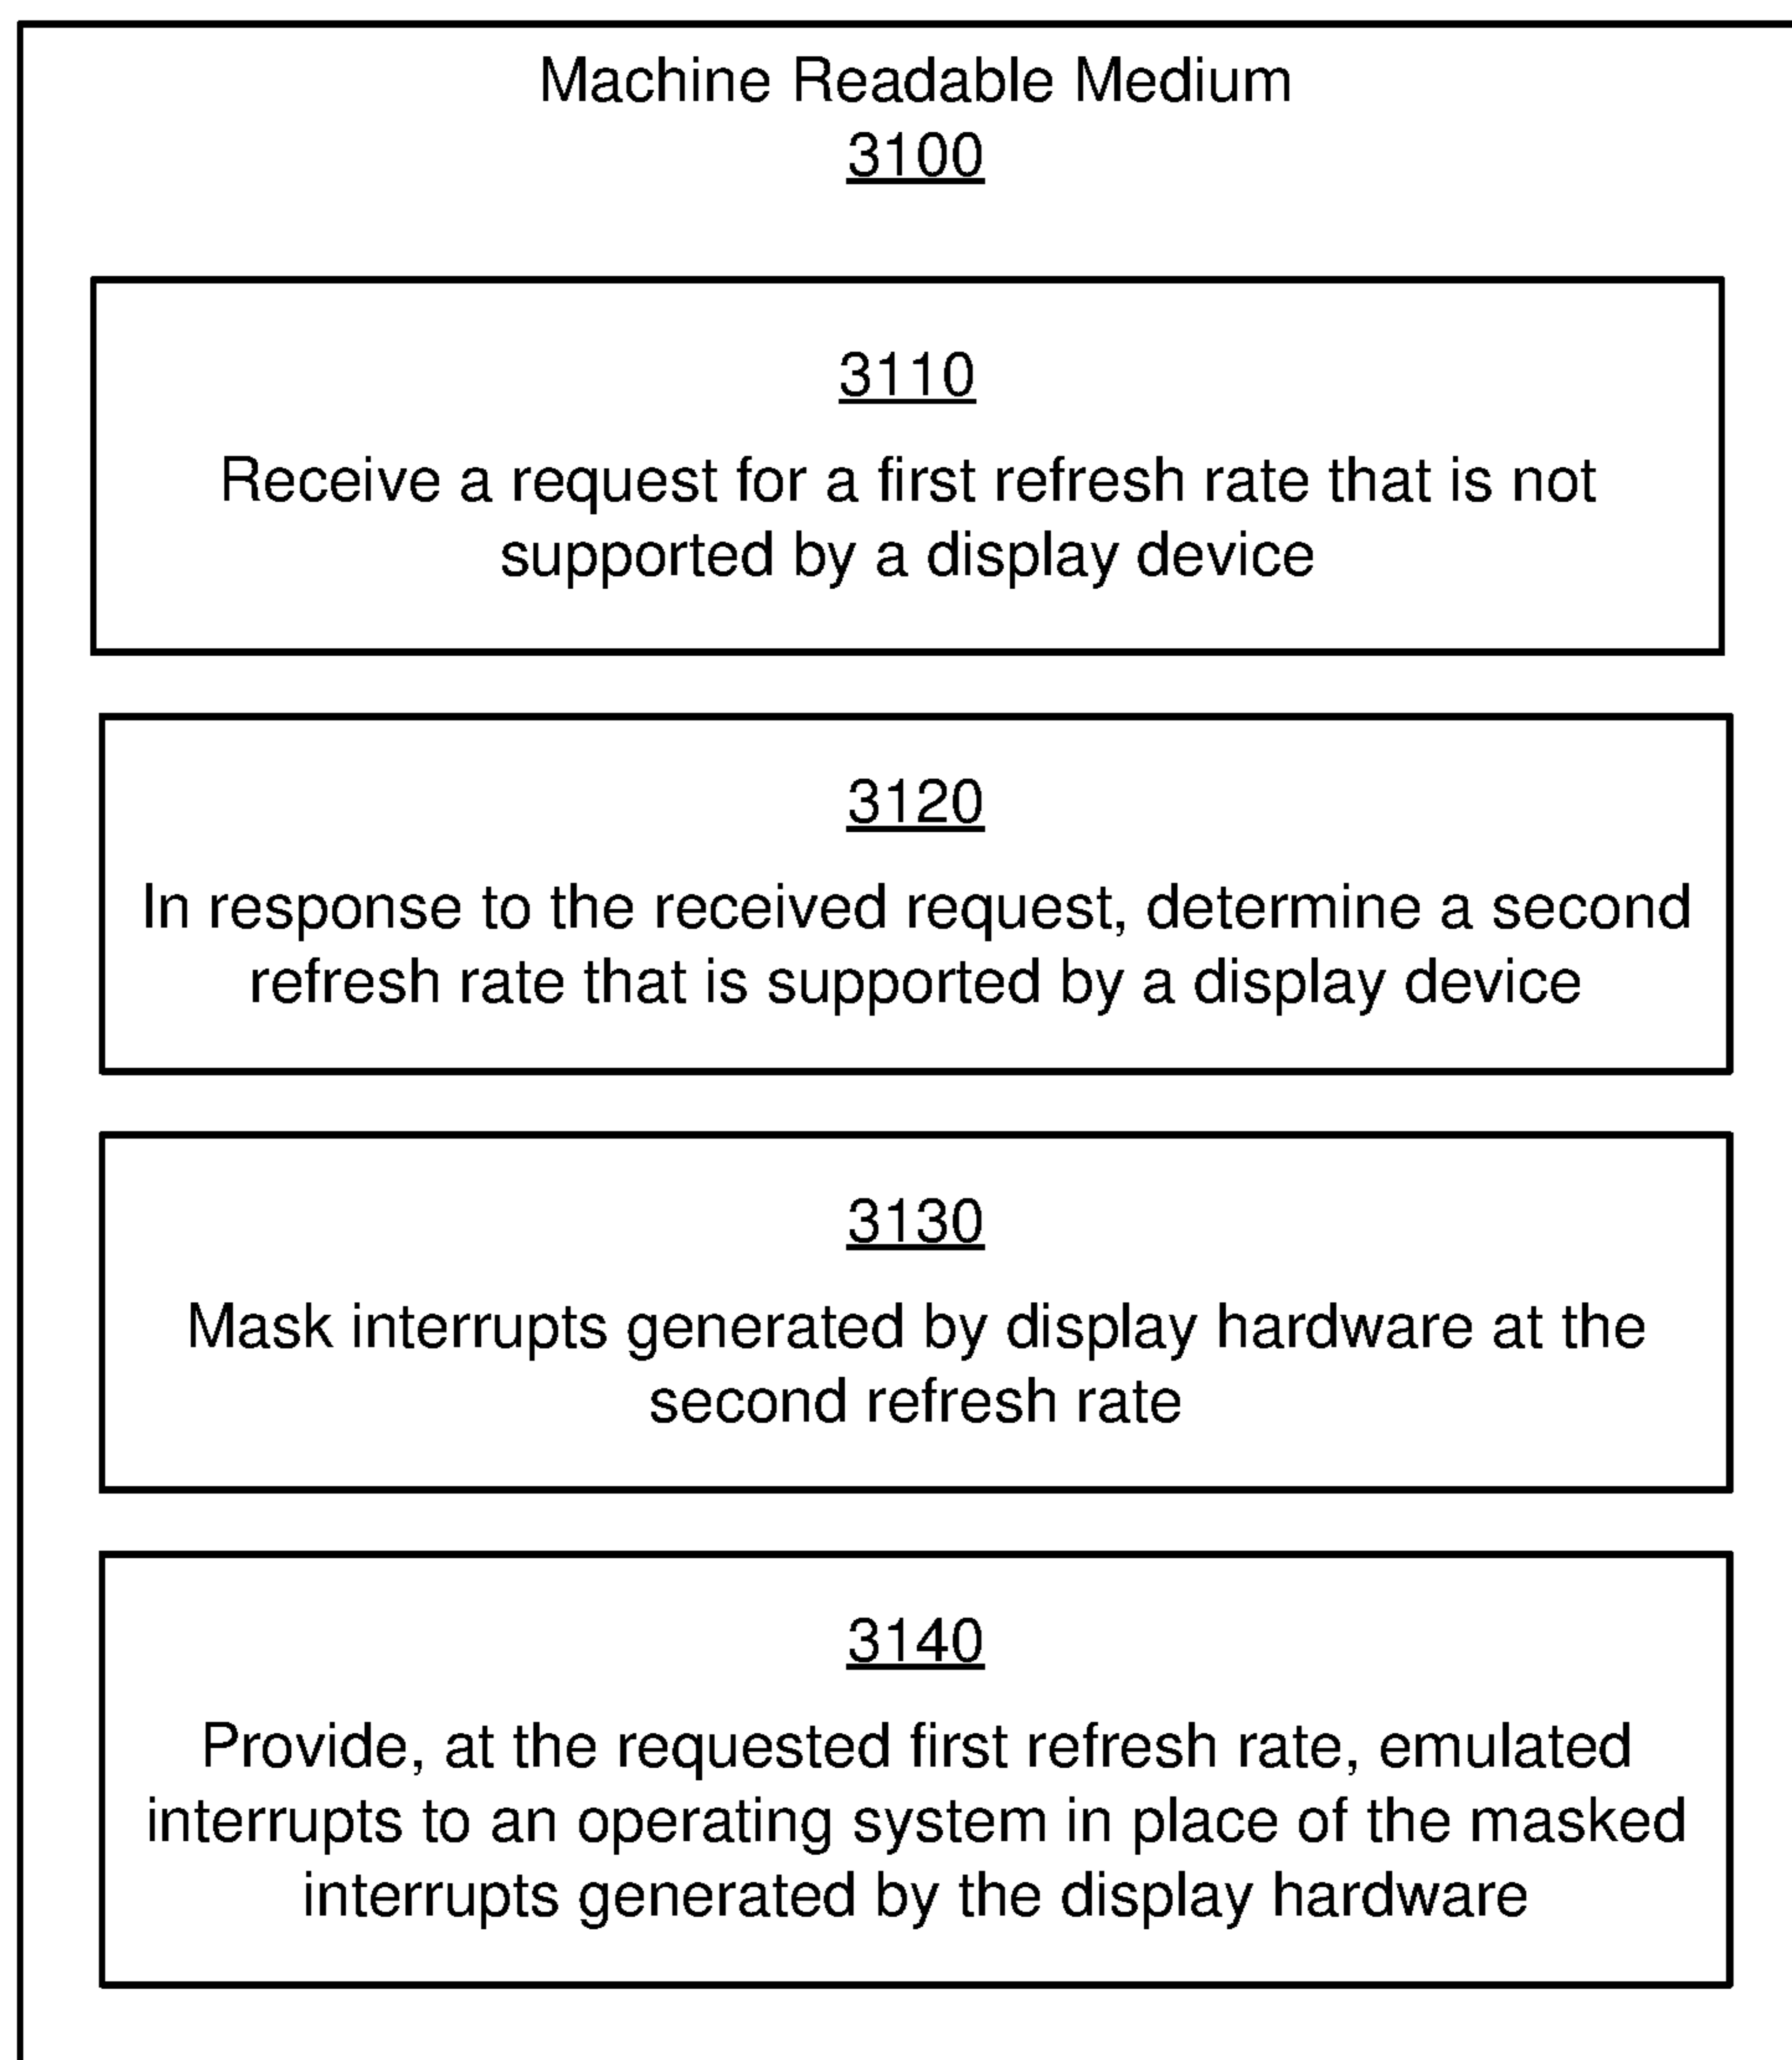 Machine Readable Medium
3100
3110
Receive a request for a first refresh rate that is not
supported by a display device
3120
In response to the received request, determine a second
refresh rate that is supported by a display device
3130
Mask interrupts generated by display hardware at the
second refresh rate
3140
Provide, at the requested first refresh rate, emulated
interrupts to an operating system in place of the masked
interrupts generated by the display hardware